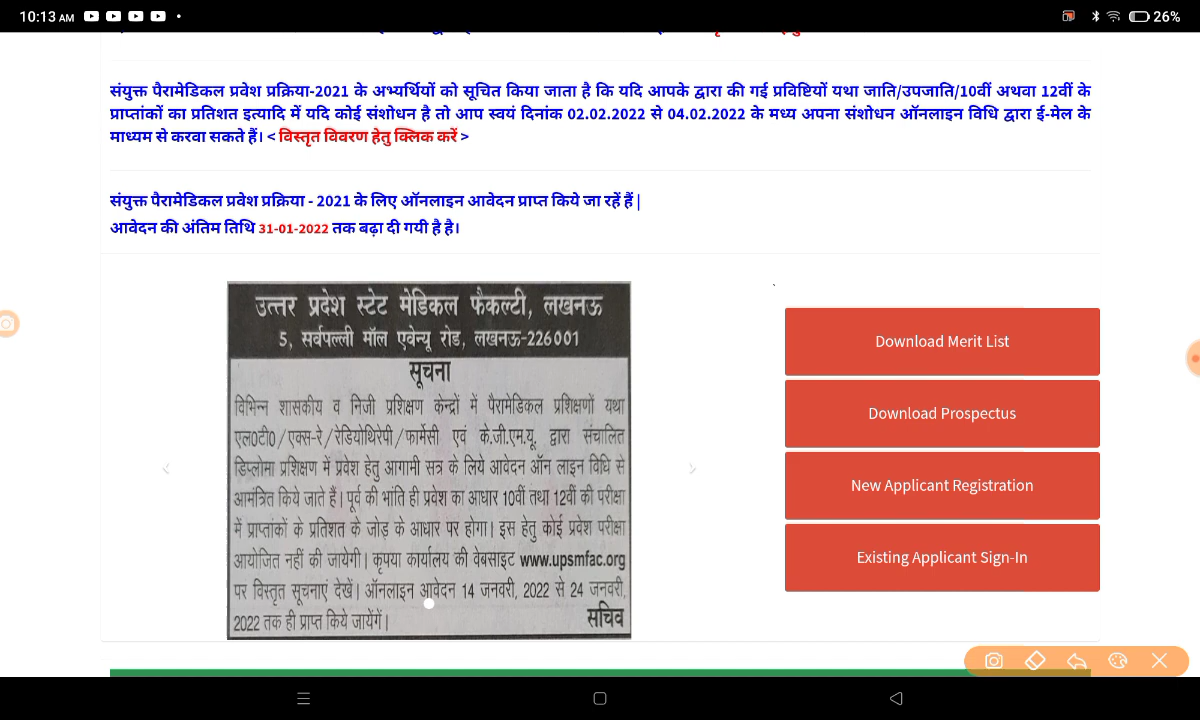 10:13 AM
26%
संयुक्त पैरामेडिकल प्रवेश प्रक्रिया-2021 के अभ्यर्थियों को सूचित किया जाता है कि यदि आपके द्वारा की गई प्रविष्टियों यथा जाति/उपजाति/10वीं अथवा 12वीं के
प्राप्तांकों का प्रतिशत इत्यादि में यदि कोई संशोधन है तो आप स्वयं दिनांक 02.02.2022 से 04.02.2022 के मध्य अपना संशोधन ऑनलाइन विधि द्वारा ई-मेल के
माध्यम से करवा सकते हैं। < विस्तृत विवरण हेतु क्लिक करें >
संयुक्त पैरामेडिकल प्रवेश प्रक्रिया - 2021 के लिए ऑनलाइन आवेदन प्राप्त किये जा रहें हैं |
आवेदन की अंतिम तिथि 31-01-2022 तक बढ़ा दी गयी है है।
उत्तर प्रदेश स्टेट मेडिकल फैकल्टी, लखनऊ
5, सर्वपल्ली मॉल एवेन्यू रोड, लखनऊ-226001
सूचना
विभिन्न शासकीय व निजी प्रशिक्षण केन्द्रों में पैरामेडिकल प्रशिक्षणों यथा
एल0टी0/एक्स-रे/रेडियोथिरेपी/फार्मेसी एवं के.जी.एम.यू. द्वारा संचालित
डिप्लोमा प्रशिक्षण में प्रवेश हेतु आगामी सत्र के लिये आवेदन ऑन लाइन विधि से
आमंत्रित किये जाते हैं। पूर्व की भांति ही प्रवेश का आधार 10वीं तथा 12वीं की परीक्षा
में प्राप्तांकों के प्रतिशत के जोड़ के आधार पर होगा। इस हेतु कोई प्रवेश परीक्षा
आयोजित नहीं की जायेगी। कृपया कार्यालय की वेबसाइट www.upsmfac.org
पर विस्तृत सूचनाएं देखें। ऑनलाइन आवेदन 14 जनवरी, 2022 से 24 जनवरी,
2022 तक ही प्राप्त किये जायेंगें।
सचिव
Download Merit List
Download Prospectus
New Applicant Registration
Existing Applicant Sign-In